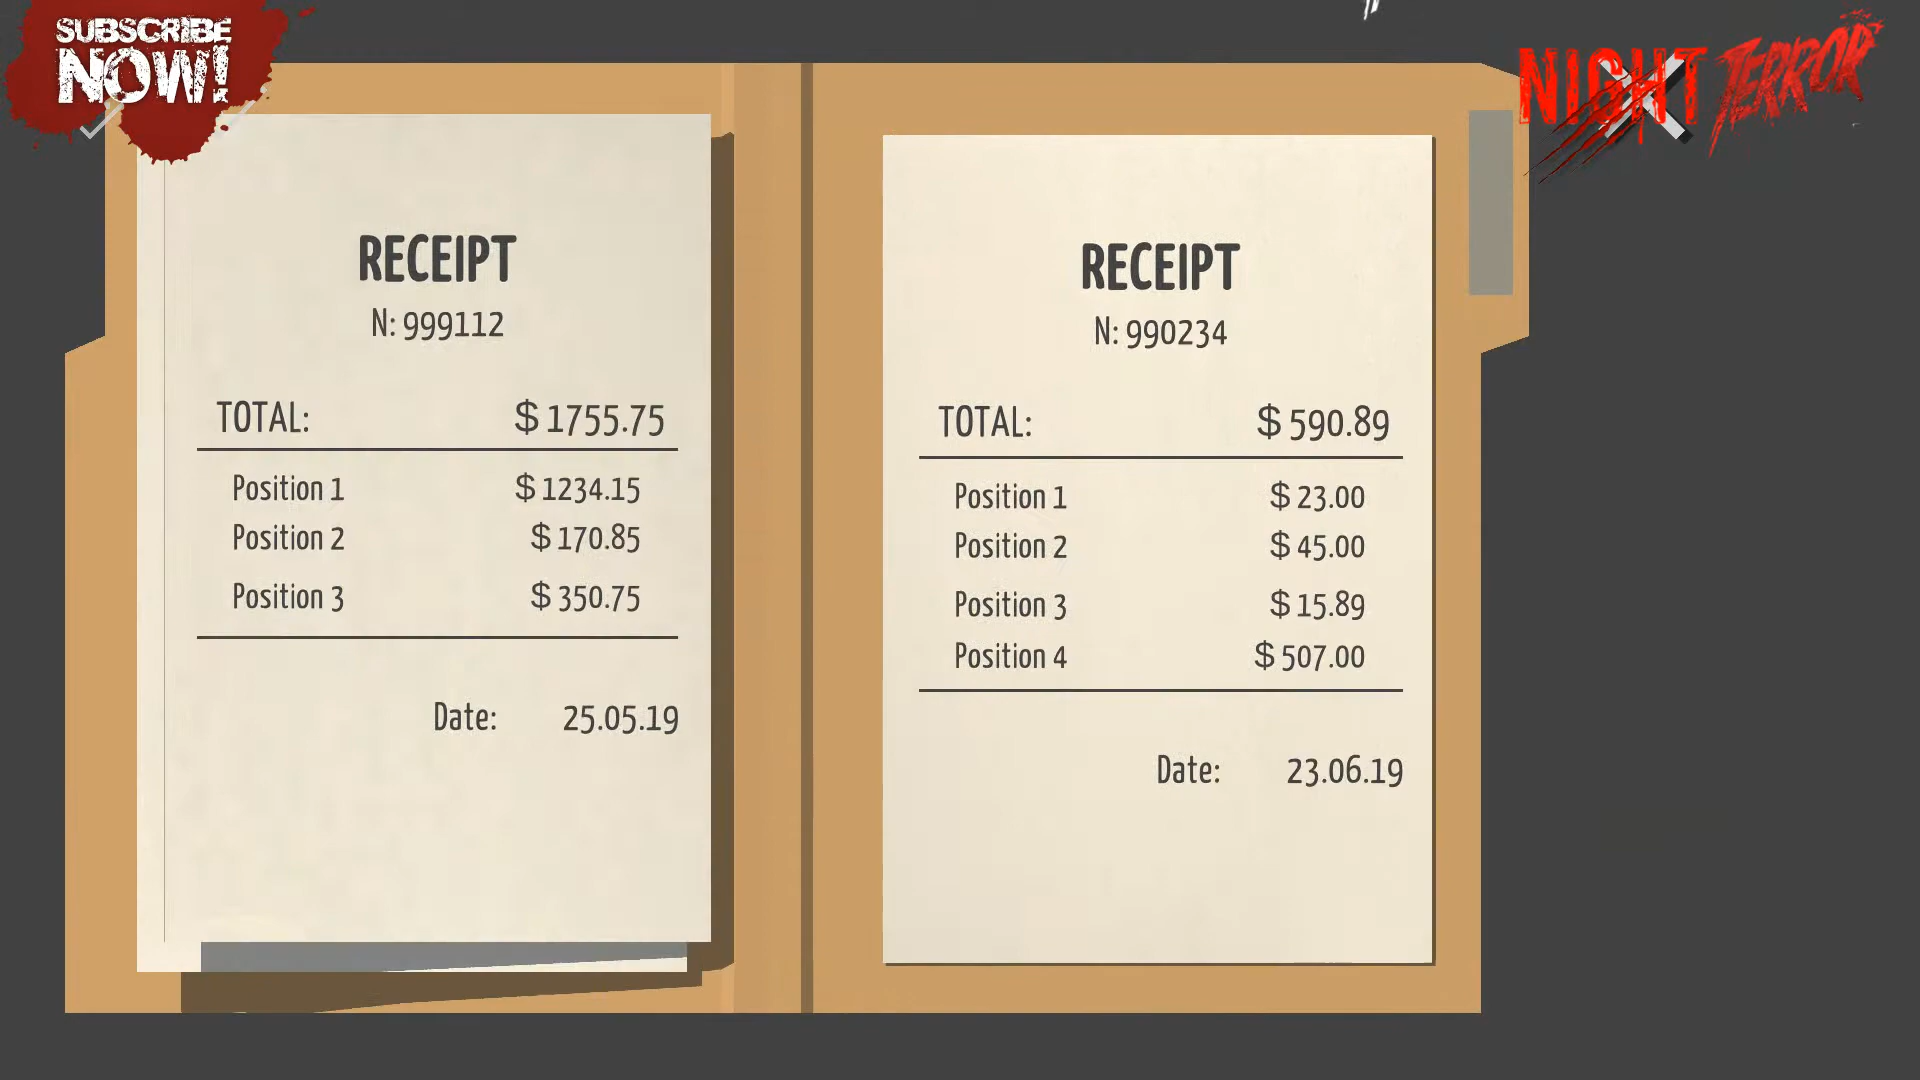 SUBSCRIBE
NOW!
NIGHT TERROR
RECEIPT
N: 999112
TOTAL: $ 1755.75
Position 1 $ 1234.15
Position 2 $ 170.85
Position 3 $ 350.75
Date: 25.05.19
RECEIPT
N: 990234
TOTAL: $ 590.89
Position 1 $ 23.00
Position 2 $ 45.00
Position 3 $ 15.89
Position 4 $ 507.00
Date: 23.06.19